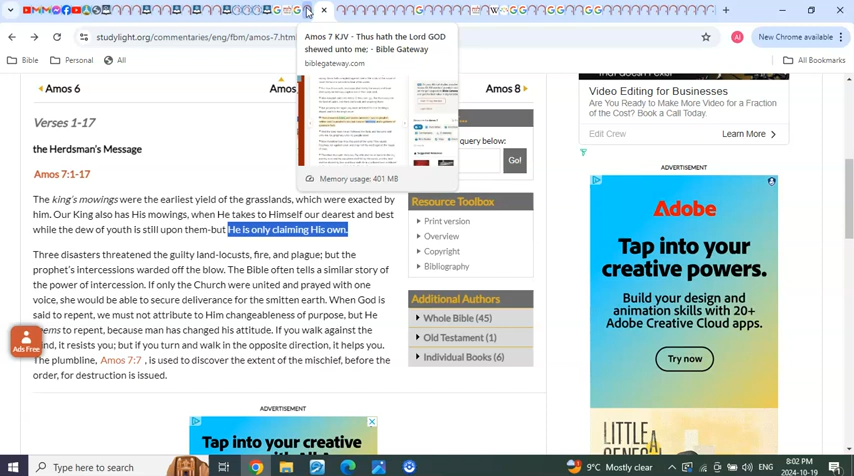 studylight.org/commentaries/eng/fbm/amos-7.htm
New Chrome available
Bible
Personal
All
All Bookmarks
Amos 7 KJV - Thus hath the Lord GOD
shewed unto me: - Bible Gateway
biblegateway.com
Memory usage: 401 MB
Amos 6
Amos
Amos 8
Verses 1-17
the Herdsman's Message
Amos 7:1-17
The king's mowings were the earliest yield of the grasslands, which were exacted by
him. Our King also has His mowings, when He takes to Himself our dearest and best
while the dew of youth is still upon them-but He is only claiming His own.
Three disasters threatened the guilty land-locusts, fire, and plague; but the
prophet's intercessions warded off the blow. The Bible often tells a similar story of
the power of intercession. If only the Church were united and prayed with one
voice, she would be able to secure deliverance for the smitten earth. When God is
said to repent, we must not attribute to Him changeableness of purpose, but He
to repent, because man has changed his attitude. If you walk against the
it resists you; but if you turn and walk in the opposite direction, it helps you.
The plumbline, Amos 7:7 , is used to discover the extent of the mischief, before the
order, for destruction is issued.
Ads Free
ADVERTISEMENT
Tap into your
query below:
Go!
Resource Toolbox
Print version
Overview
Copyright
Bibliography
Additional Authors
Whole Bible (45)
Old Testament (1)
Individual Books (6)
Video Editing for Businesses
Are You Ready to Make More Video for a Fraction
of the Cost? Book a Call Today.
Edit Crew
Learn More
ADVERTISEMENT
Adobe
Tap into your
creative powers.
Build your design and
animation skills with 20+
Adobe Creative Cloud apps.
Try now
LITTLE A
Type here to search
9°C Mostly clear
ENG
8:02 PM
2024-10-19